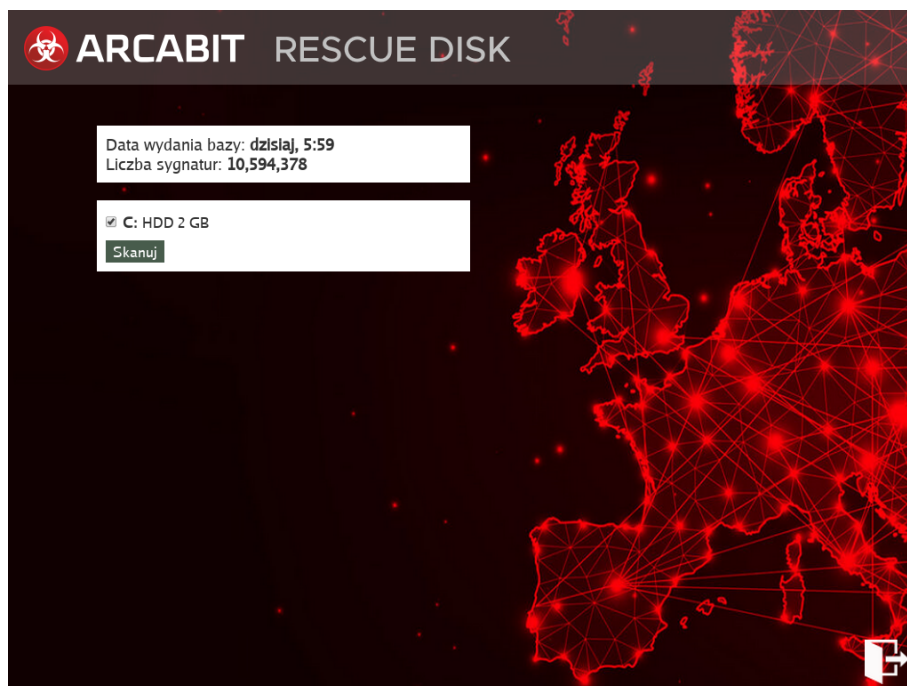 ARCABIT RESCUE DISK
Data wydania bazy: dzisiaj, 5:59
Liczba sygnatur: 10,594,378
C: HDD 2 GB
Skanuj